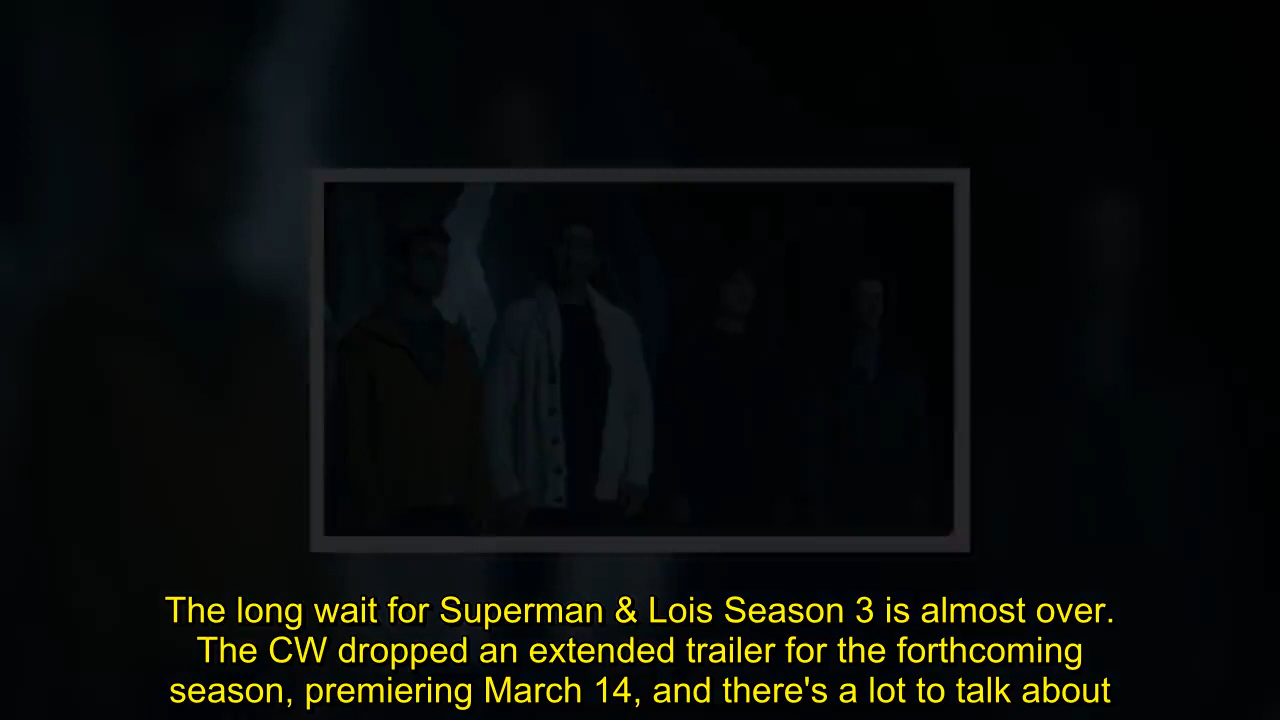 The long wait for Superman & Lois Season 3 is almost over.
The CW dropped an extended trailer for the forthcoming
season, premiering March 14, and there's a lot to talk about